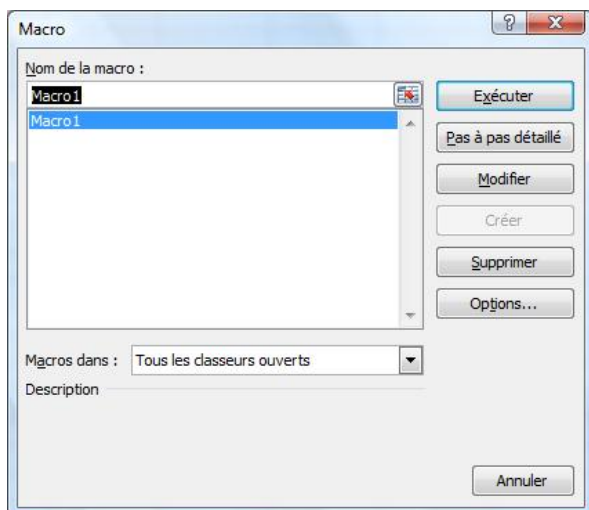 Macro
Nom de la macro :
Macro1
Macro1
Exécuter
Pas à pas détaillé
Modifier
Créer
Supprimer
Options...
Macros dans : Tous les classeurs ouverts
Description
Annuler